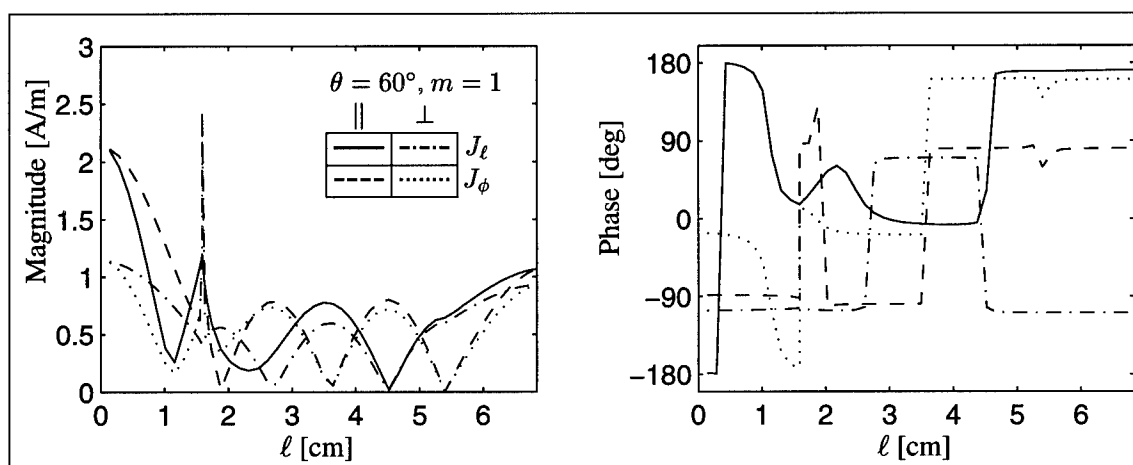 3
2.5
2
1.5
1
0.5
0
0 1 2 3 4 5 6
Magnitude [A/m]
ℓ [cm]
θ = 60°, m = 1
∥ ⊥
J_ℓ
J_ϕ
180
90
0
−90
−180
0 1 2 3 4 5 6
Phase [deg]
ℓ [cm]